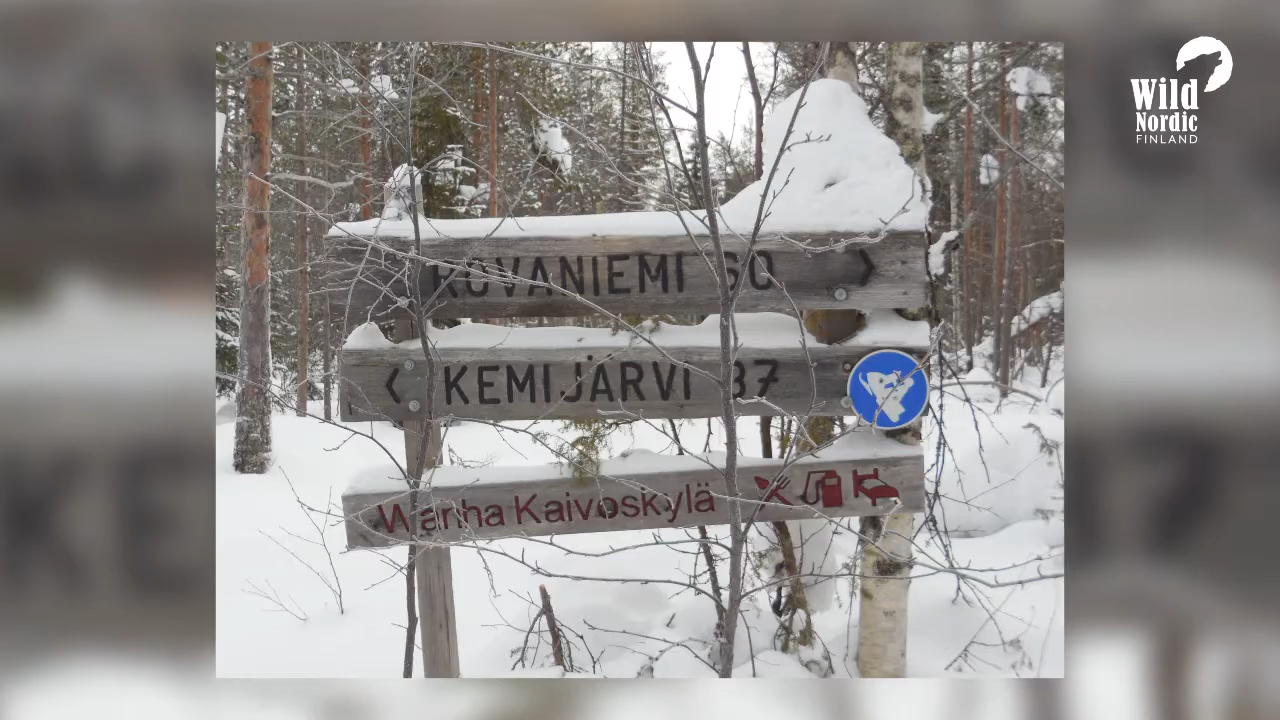 Wild
Nordic
FINLAND
ROVANIEMI 60 >
< KEMIJÄRVI 37
Wanha Kaivoskylä